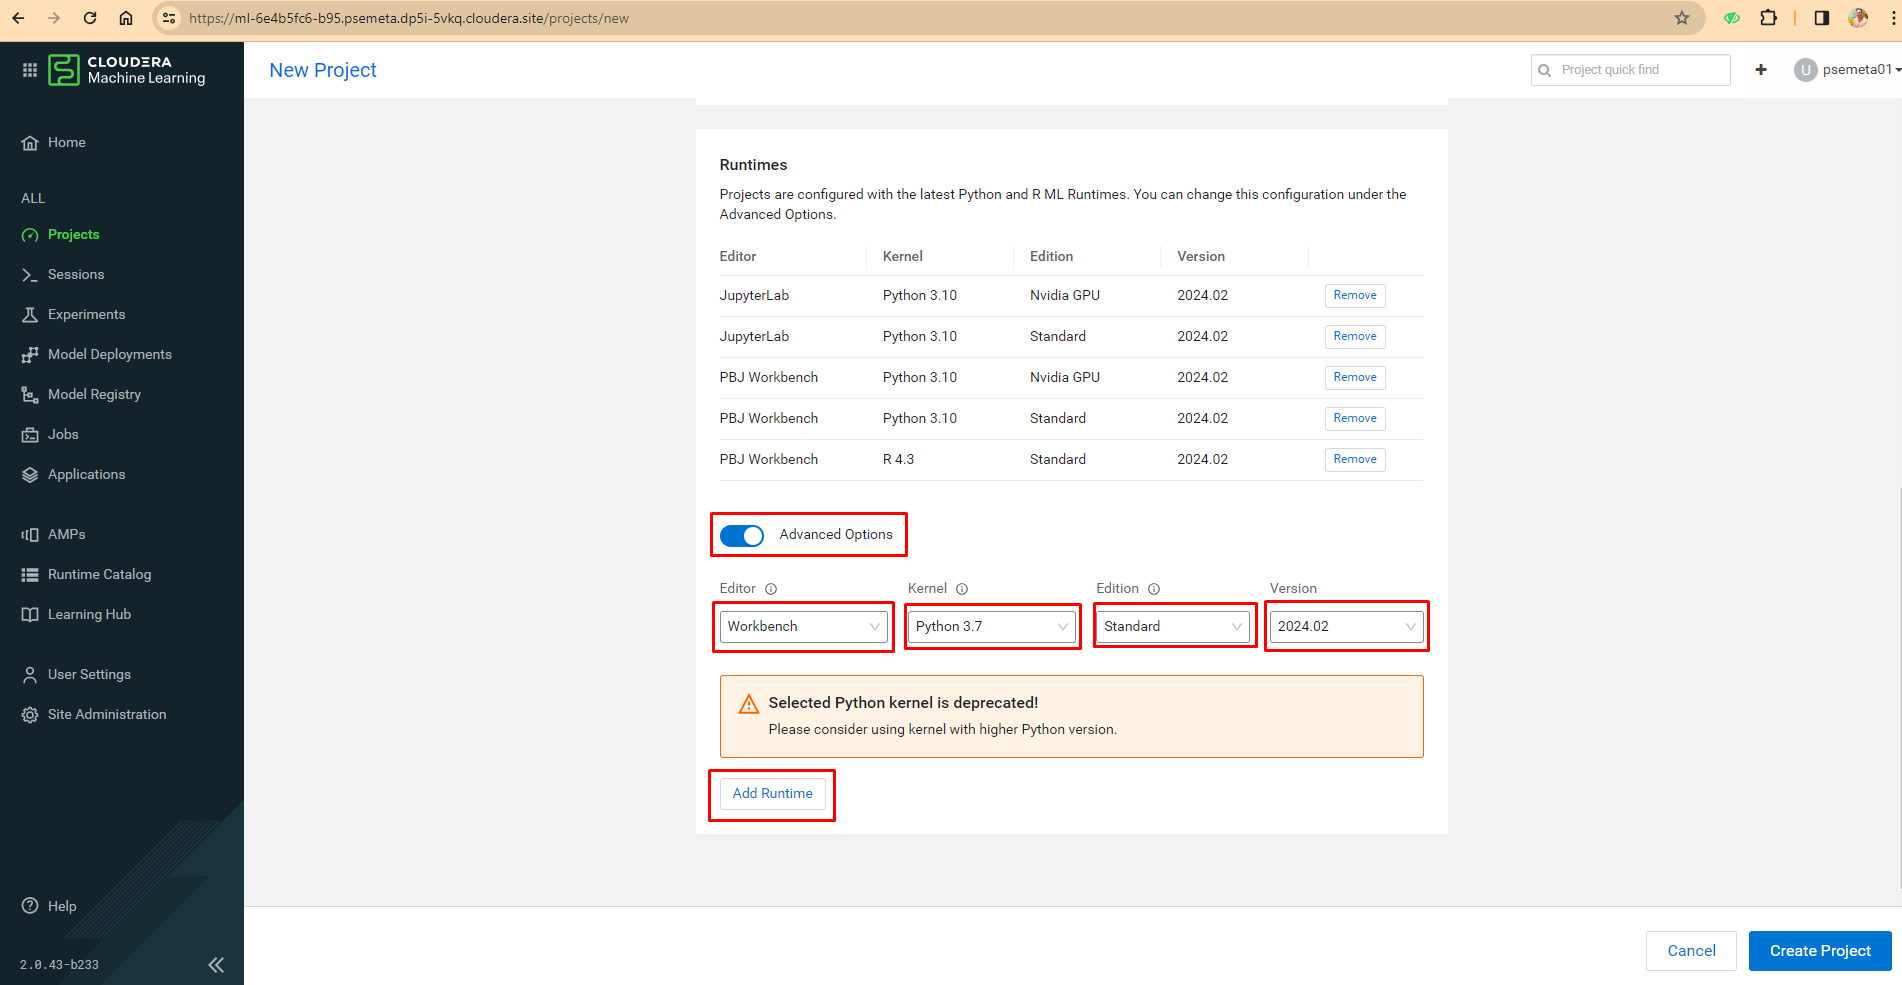 https://ml-6e4b5fc6-b95.psemeta.dp5i-5vkq.cloudera.site/projects/new
CLOUDERA
Machine Learning
New Project
Project quick find
U
psemeta01
Home
ALL
Projects
Sessions
Experiments
Model Deployments
Model Registry
Jobs
Applications
AMPs
Runtime Catalog
Learning Hub
User Settings
Site Administration
Help
2.0.43-b233
Runtimes
Projects are configured with the latest Python and R ML Runtimes. You can change this configuration under the
Advanced Options.
Editor Kernel Edition Version
JupyterLab Python 3.10 Nvidia GPU 2024.02 Remove
JupyterLab Python 3.10 Standard 2024.02 Remove
PBJ Workbench Python 3.10 Nvidia GPU 2024.02 Remove
PBJ Workbench Python 3.10 Standard 2024.02 Remove
PBJ Workbench R 4.3 Standard 2024.02 Remove
Advanced Options
Editor Kernel Edition Version
Workbench Python 3.7 Standard 2024.02
Selected Python kernel is deprecated!
Please consider using kernel with higher Python version.
Add Runtime
Cancel Create Project